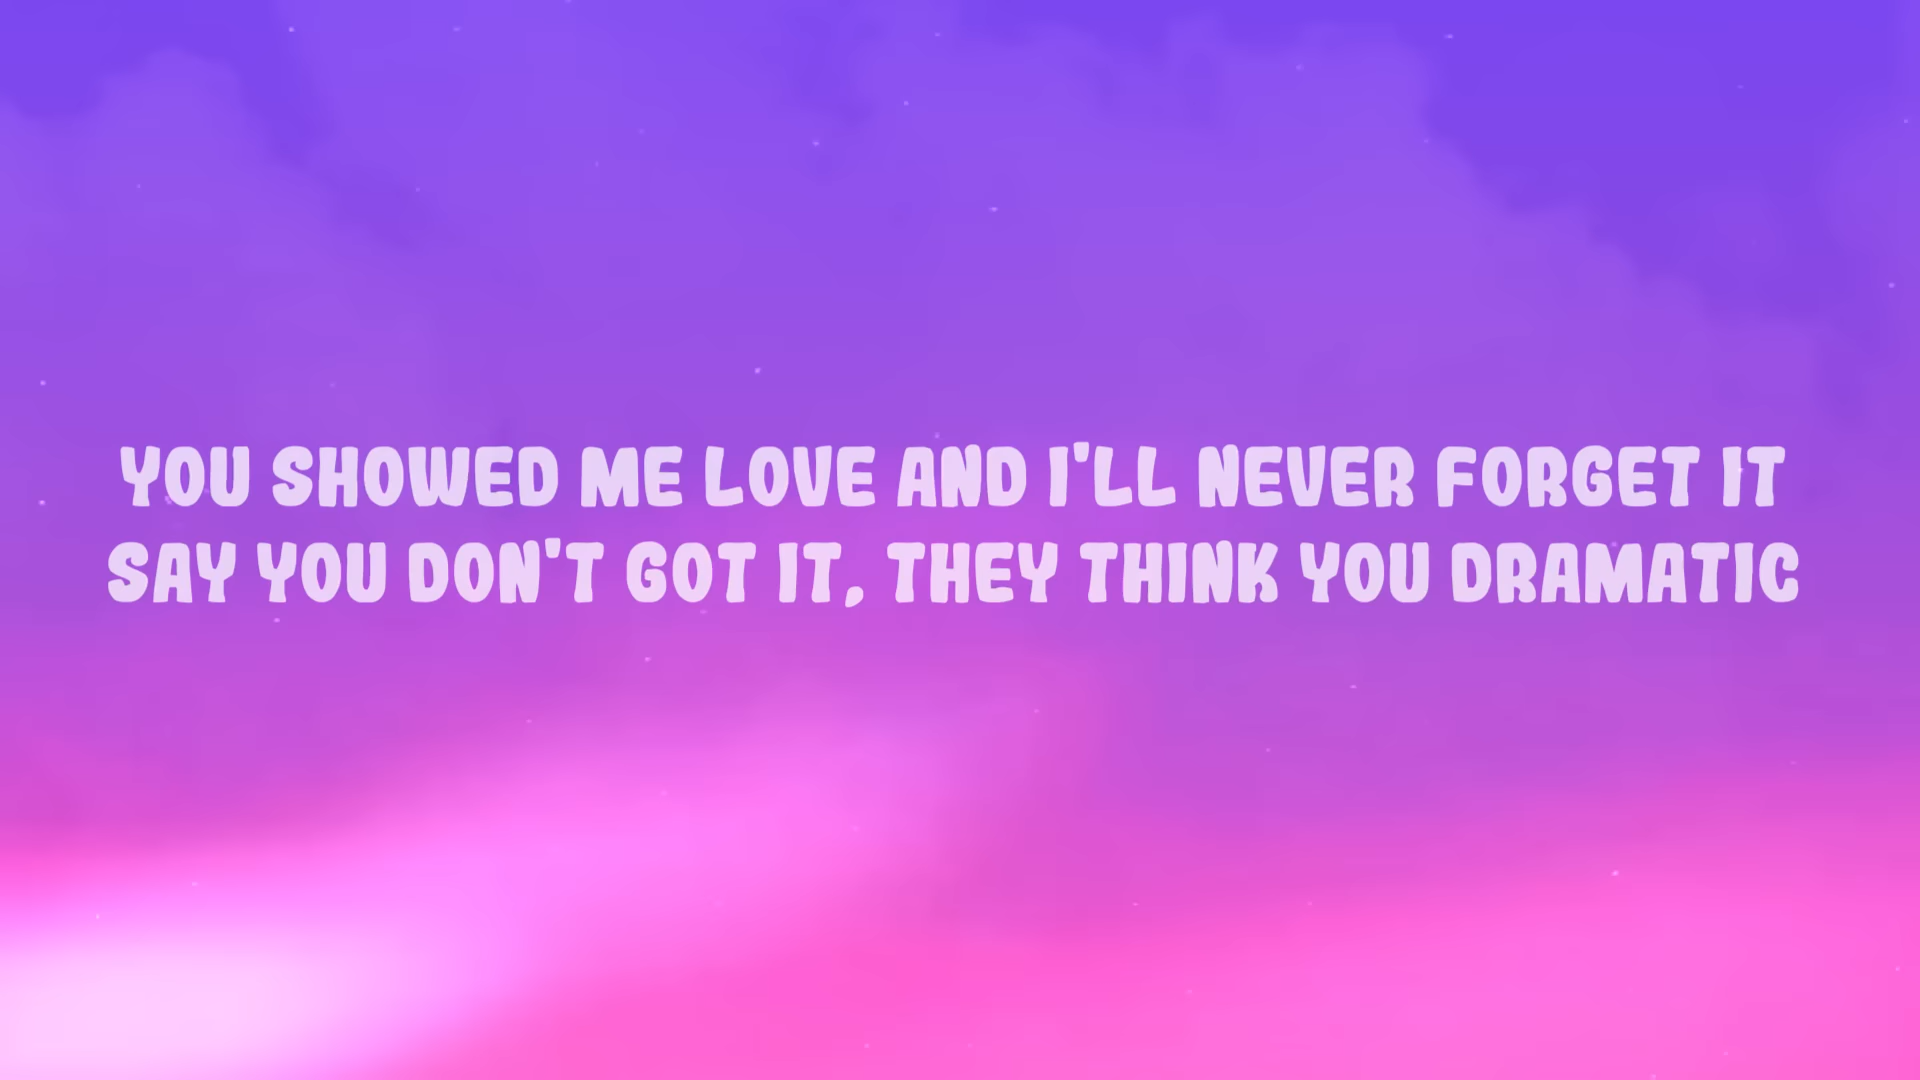 YOU SHOWED ME LOVE AND I'LL NEVER FORGET IT
SAY YOU DON'T GOT IT, THEY THINK YOU DRAMATIC